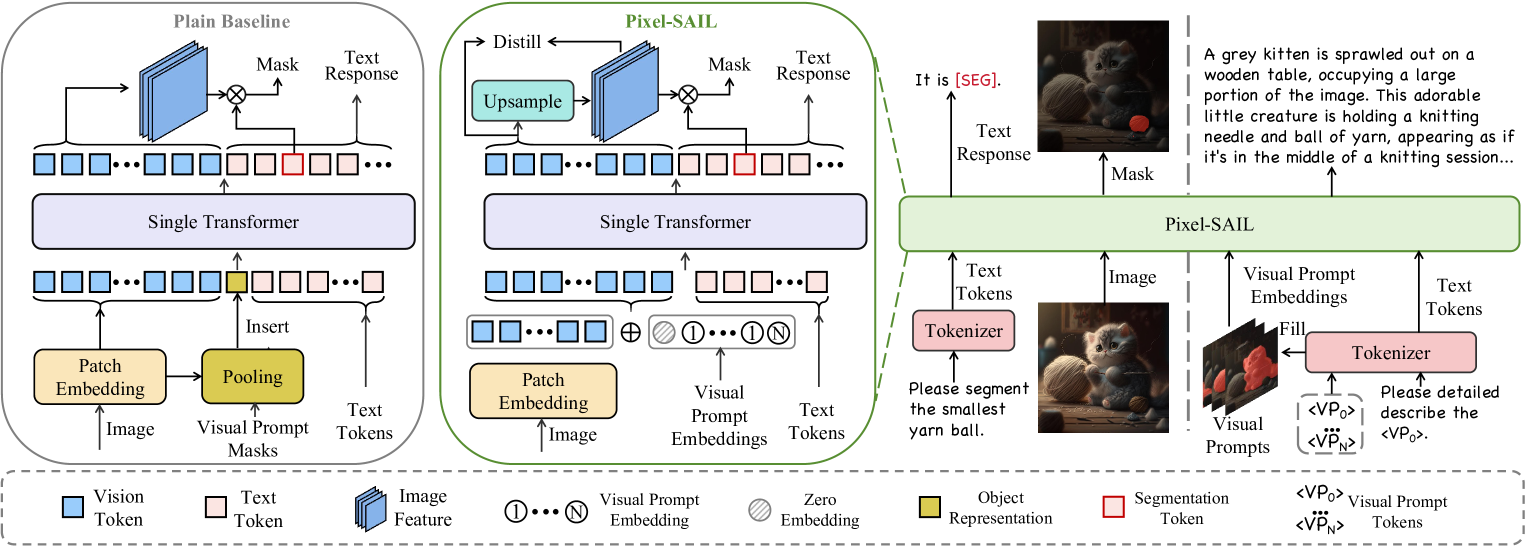 Plain Baseline
Text
Response
Mask
Single Transformer
Insert
Patch
Embedding
Pooling
Image
Visual Prompt
Masks
Text
Tokens
Pixel-SAIL
Distill
Upsample
Mask
Text
Response
Single Transformer
1 1 N
Patch
Embedding
Image
Visual
Prompt
Embeddings
Text
Tokens
It is [SEG].
Text
Response
Mask
A grey kitten is sprawled out on a
wooden table, occupying a large
portion of the image. This adorable
little creature is holding a knitting
needle and ball of yarn, appearing as if
it's in the middle of a knitting session...
Pixel-SAIL
Text
Tokens
Tokenizer
Please segment
the smallest
yarn ball.
Image
Visual Prompt
Embeddings
Fill
Visual
Prompts
Text
Tokens
Tokenizer
<VP0>
<VPN>
Please detailed
describe the
<VP0>.
Vision
Token
Text
Token
Image
Feature
1 N
Visual Prompt
Embedding
Zero
Embedding
Object
Representation
Segmentation
Token
<VP0>
<VPN>
Visual Prompt
Tokens